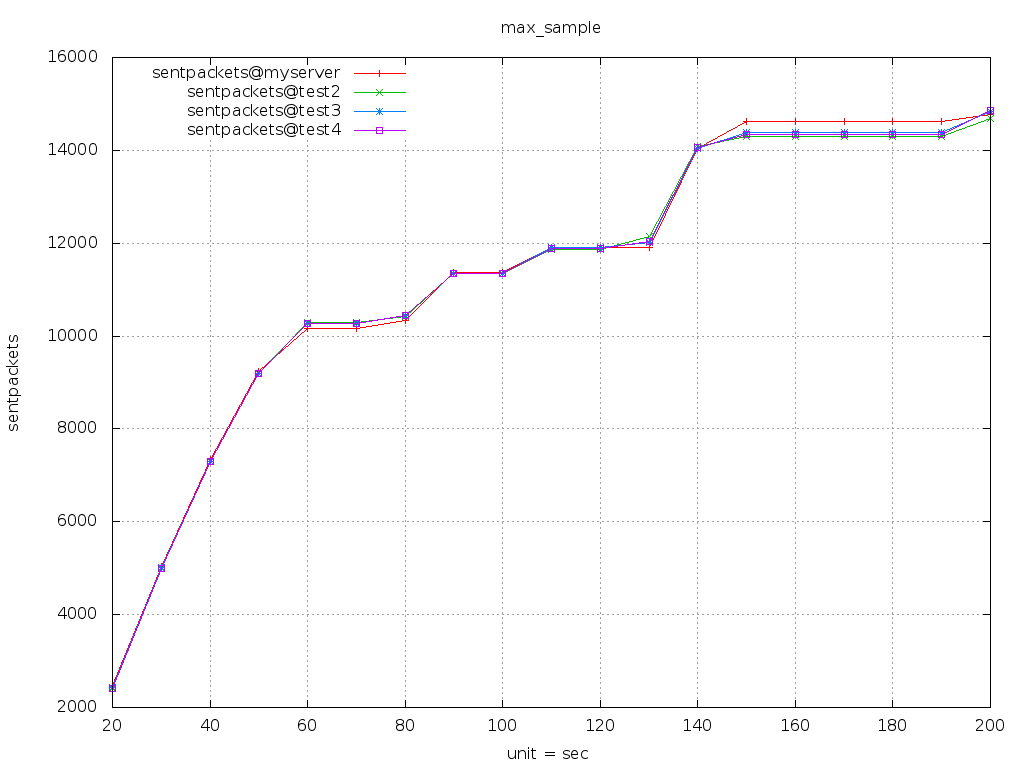 max_sample
16000
14000
12000
10000
8000
6000
4000
2000
sentpackets
sentpackets@myserver
sentpackets@test2
sentpackets@test3
sentpackets@test4
20 40 60 80 100 120 140 160 180 200
unit = sec